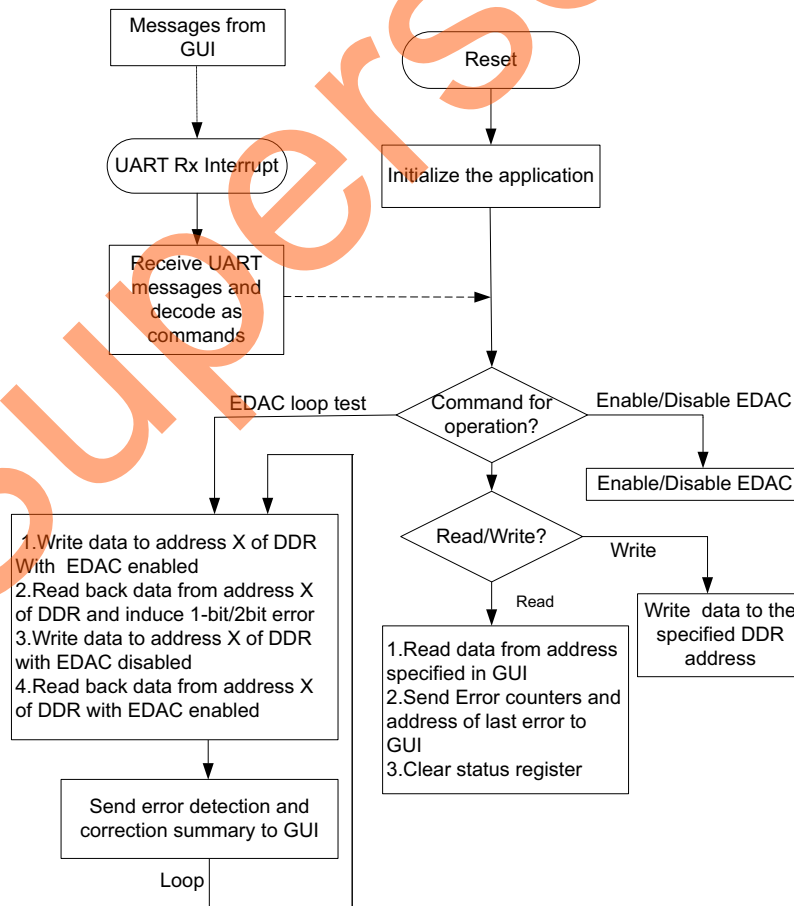 Messages from
GUI
Reset
UART Rx Interrupt
Initialize the application
Receive UART
messages and
decode as
commands
EDAC loop test
Command for
operation?
Enable/Disable EDAC
Enable/Disable EDAC
Read/Write?
Write
Read
Write data to the
specified DDR
address
1.Write data to address X of DDR
With EDAC enabled
2.Read back data from address X
of DDR and induce 1-bit/2bit error
3.Write data to address X of DDR
with EDAC disabled
4.Read back data from address X
of DDR with EDAC enabled
1.Read data from address
specified in GUI
2.Send Error counters and
address of last error to
GUI
3.Clear status register
Send error detection and
correction summary to GUI
Loop
Superse